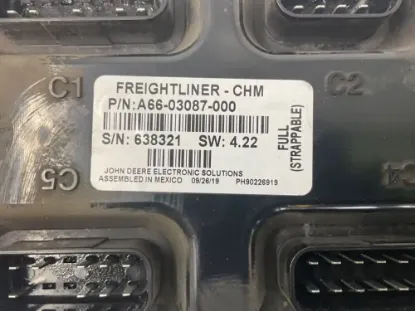 C1
C2
FREIGHTLINER - CHM
P/N:A66-03087-000
S/N: 638321 SW: 4.22
FULL
(STRAPPABLE)
C5
JOHN DEERE ELECTRONIC SOLUTIONS
ASSEMBLED IN MEXICO 09/26/19 PH90226919